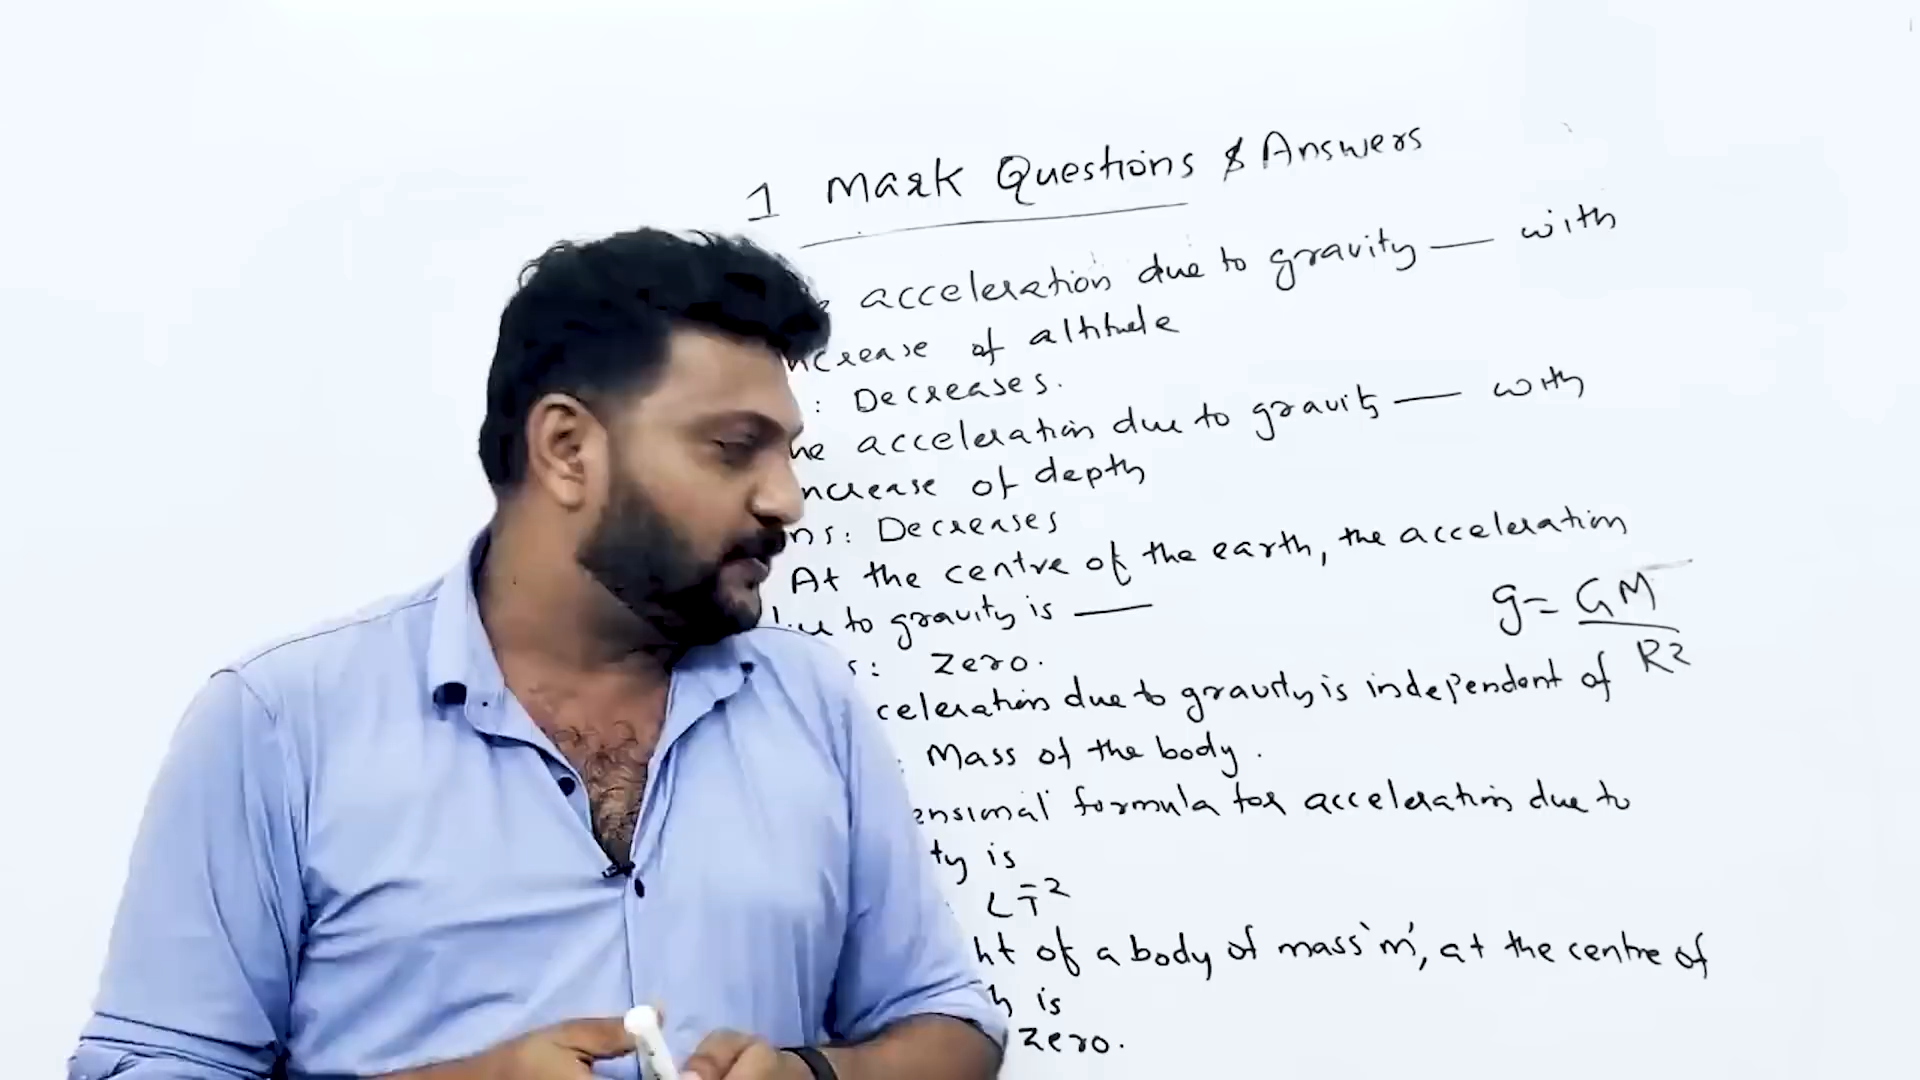 1 Mark Questions & Answers
acceleration due to gravity — with
ncrease of altitude
: Decreases.
he acceleration due to gravity — with
ncrease of depth
ns: Decreases
At the centre of the earth, the acceleration
due to gravity is —
s: Zero.
g = GM
R2
celeration due to gravity is independent of
. Mass of the body.
ensional formula for acceleration due to
ty is
LT⁻²
ht of a body of mass 'm', at the centre of
h is
Zero.